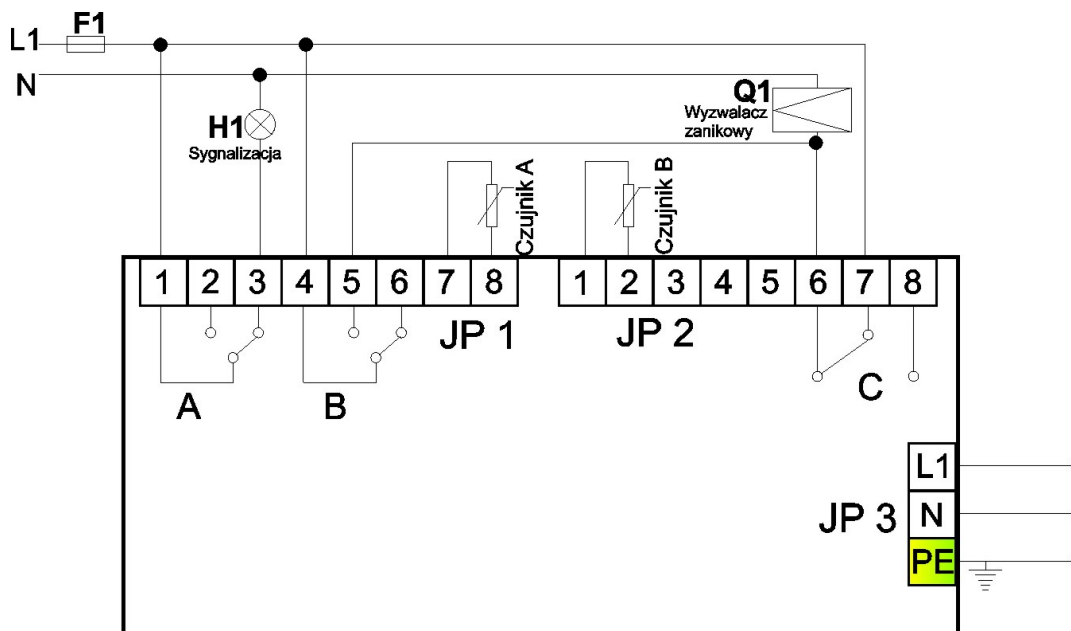 F1
L1
N
H1
Sygnalizacja
Q1
Wyzwalacz
zanikowy
Czujnik A
Czujnik B
1 2 3 4 5 6 7 8
1 2 3 4 5 6 7 8
JP 1
JP 2
A
B
C
L1
JP 3
N
PE